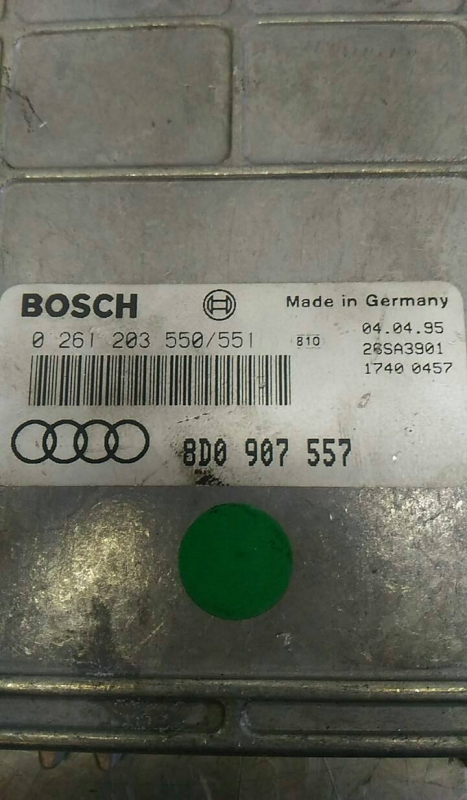 BOSCH
Made in Germany
0 261 203 550/551
810
04.04.95
26SA3901
1740 0457
8D0 907 557